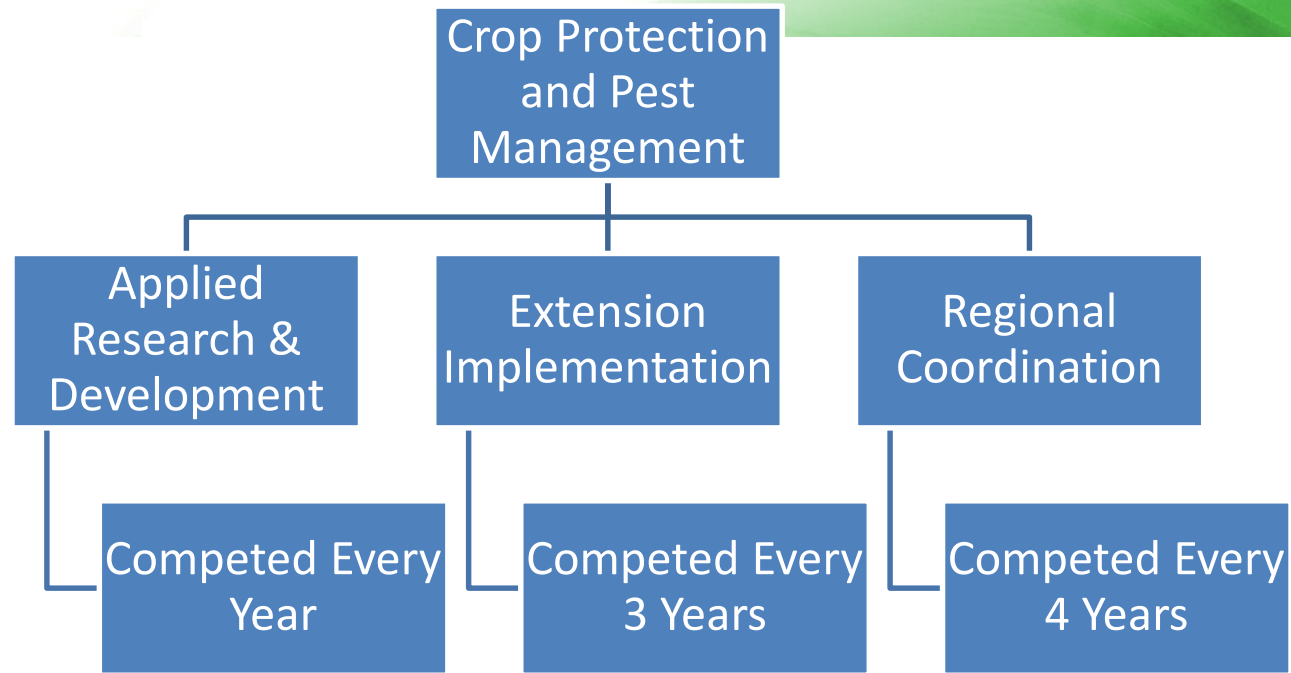 Crop Protection
and Pest
Management
Applied
Research &
Development
Extension
Implementation
Regional
Coordination
Competed Every
Year
Competed Every
3 Years
Competed Every
4 Years